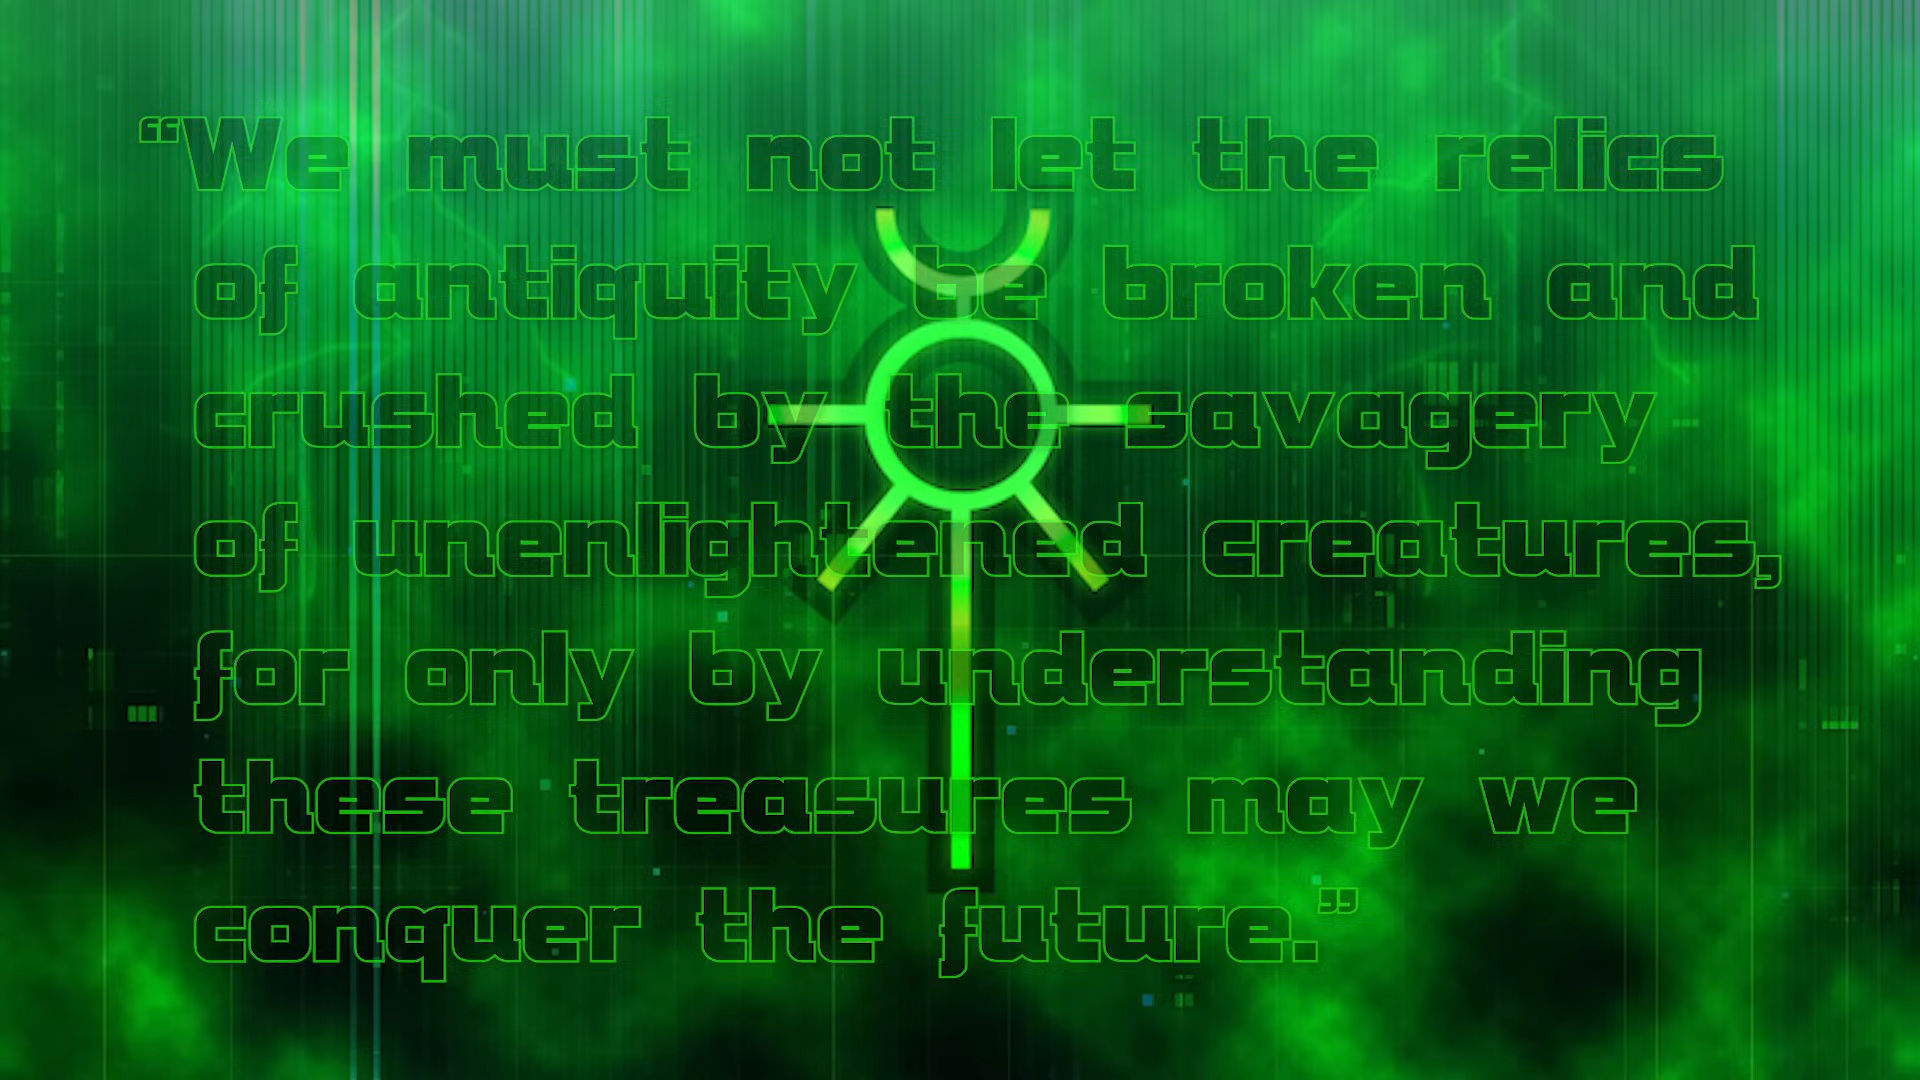 “We must not let the relics
of antiquity be broken and
crushed by the savagery
of unenlightened creatures,
for only by understanding
these treasures may we
conquer the future.”